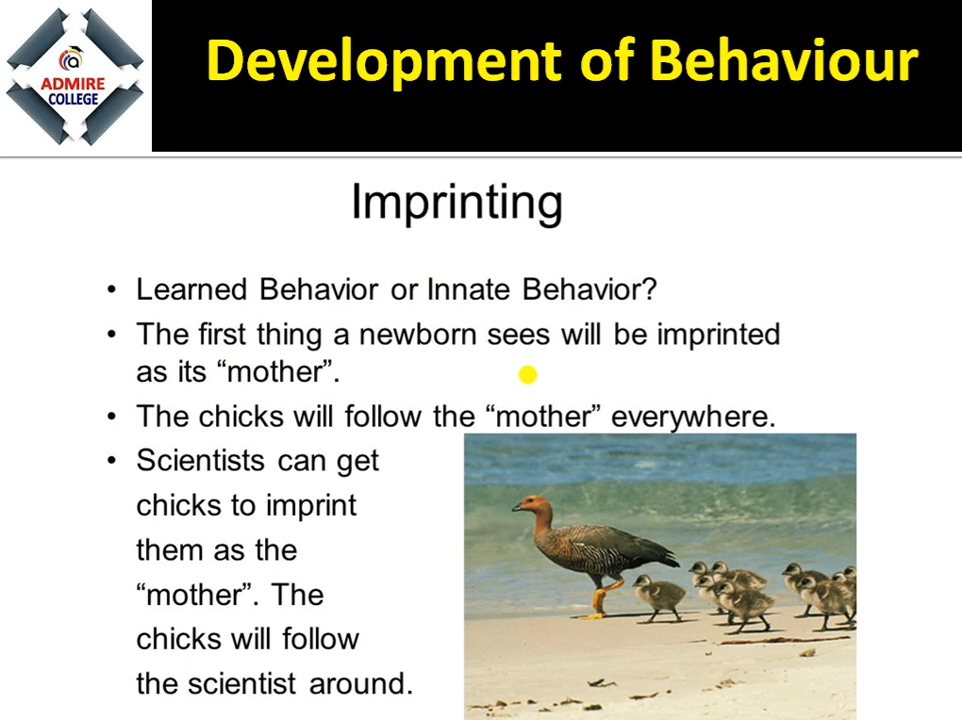 ADMIRE
COLLEGE
Development of Behaviour
Imprinting
• Learned Behavior or Innate Behavior?
• The first thing a newborn sees will be imprinted
as its “mother”.
• The chicks will follow the “mother” everywhere.
• Scientists can get
chicks to imprint
them as the
“mother”. The
chicks will follow
the scientist around.